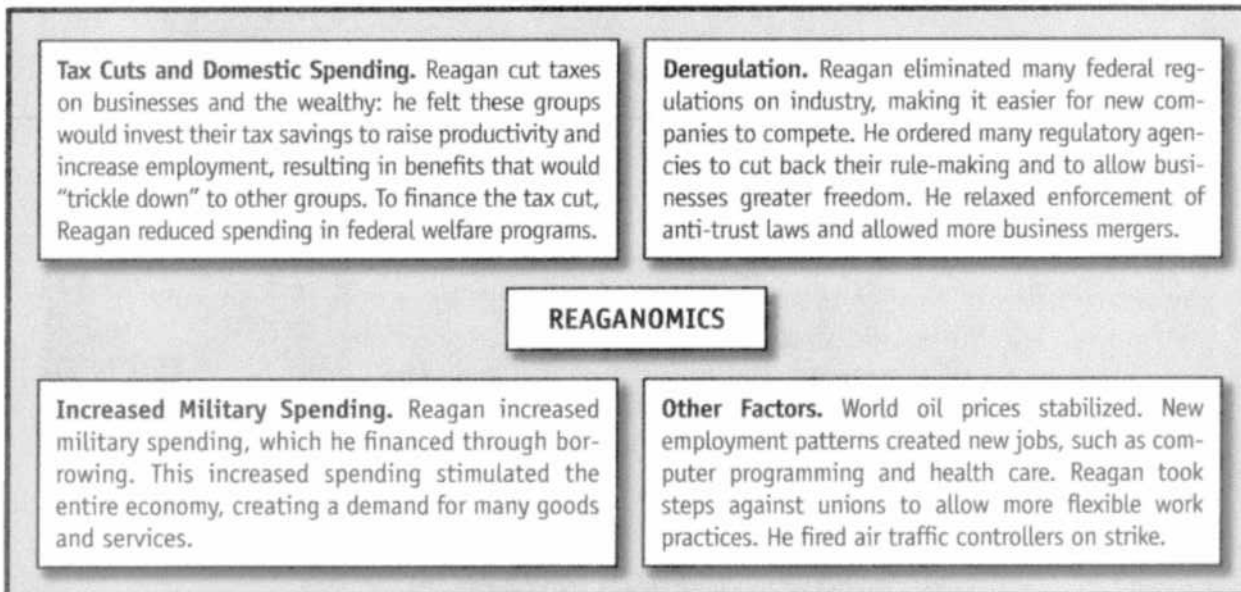 Tax Cuts and Domestic Spending. Reagan cut taxes
on businesses and the wealthy: he felt these groups
would invest their tax savings to raise productivity and
increase employment, resulting in benefits that would
“trickle down” to other groups. To finance the tax cut,
Reagan reduced spending in federal welfare programs.
Deregulation. Reagan eliminated many federal reg-
ulations on industry, making it easier for new com-
panies to compete. He ordered many regulatory agen-
cies to cut back their rule-making and to allow busi-
nesses greater freedom. He relaxed enforcement of
anti-trust laws and allowed more business mergers.
REAGANOMICS
Increased Military Spending. Reagan increased
military spending, which he financed through bor-
rowing. This increased spending stimulated the
entire economy, creating a demand for many goods
and services.
Other Factors. World oil prices stabilized. New
employment patterns created new jobs, such as com-
puter programming and health care. Reagan took
steps against unions to allow more flexible work
practices. He fired air traffic controllers on strike.